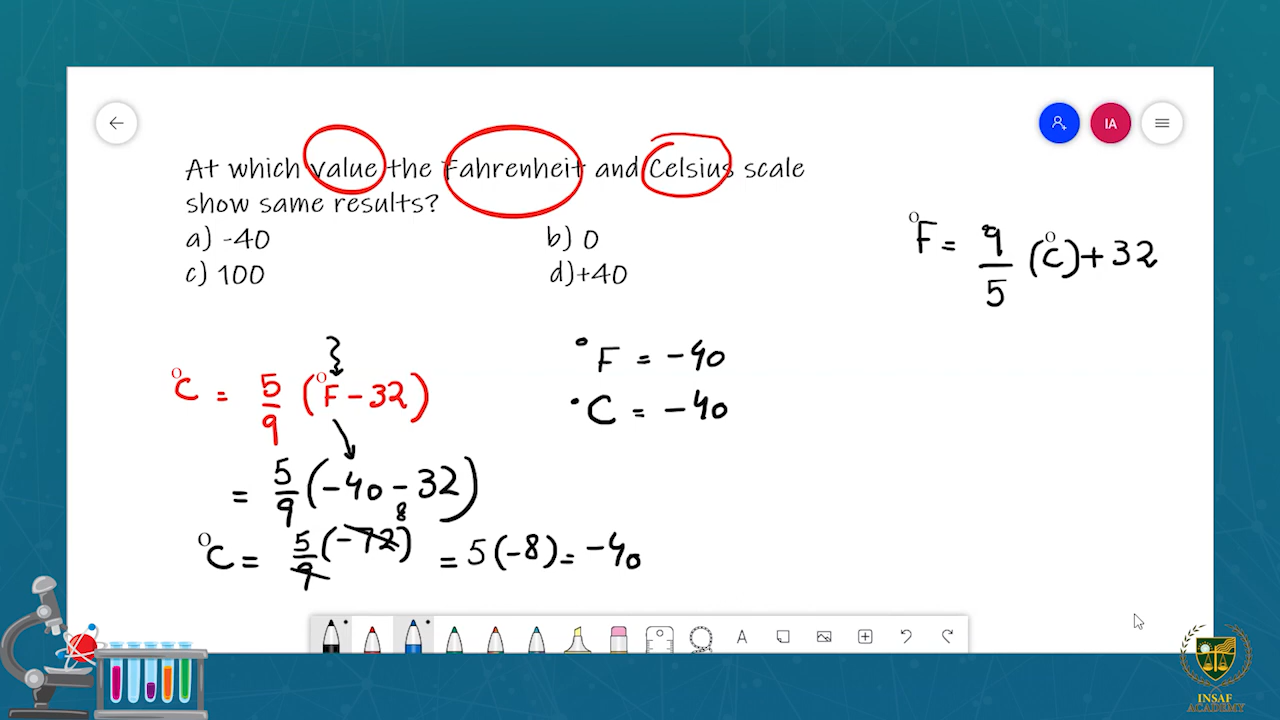 IA
At which value the Fahrenheit and Celsius scale
show same results?
a) -40 b) 0
c) 100 d)+40
°F = 9/5 (°C) + 32
°F = -40
°C = -40
°C = 5/9 (°F - 32)
= 5/9 (-40 - 32)
8
°C = 5/9 (-72) = 5(-8) = -40
A
INSAF
ACADEMY